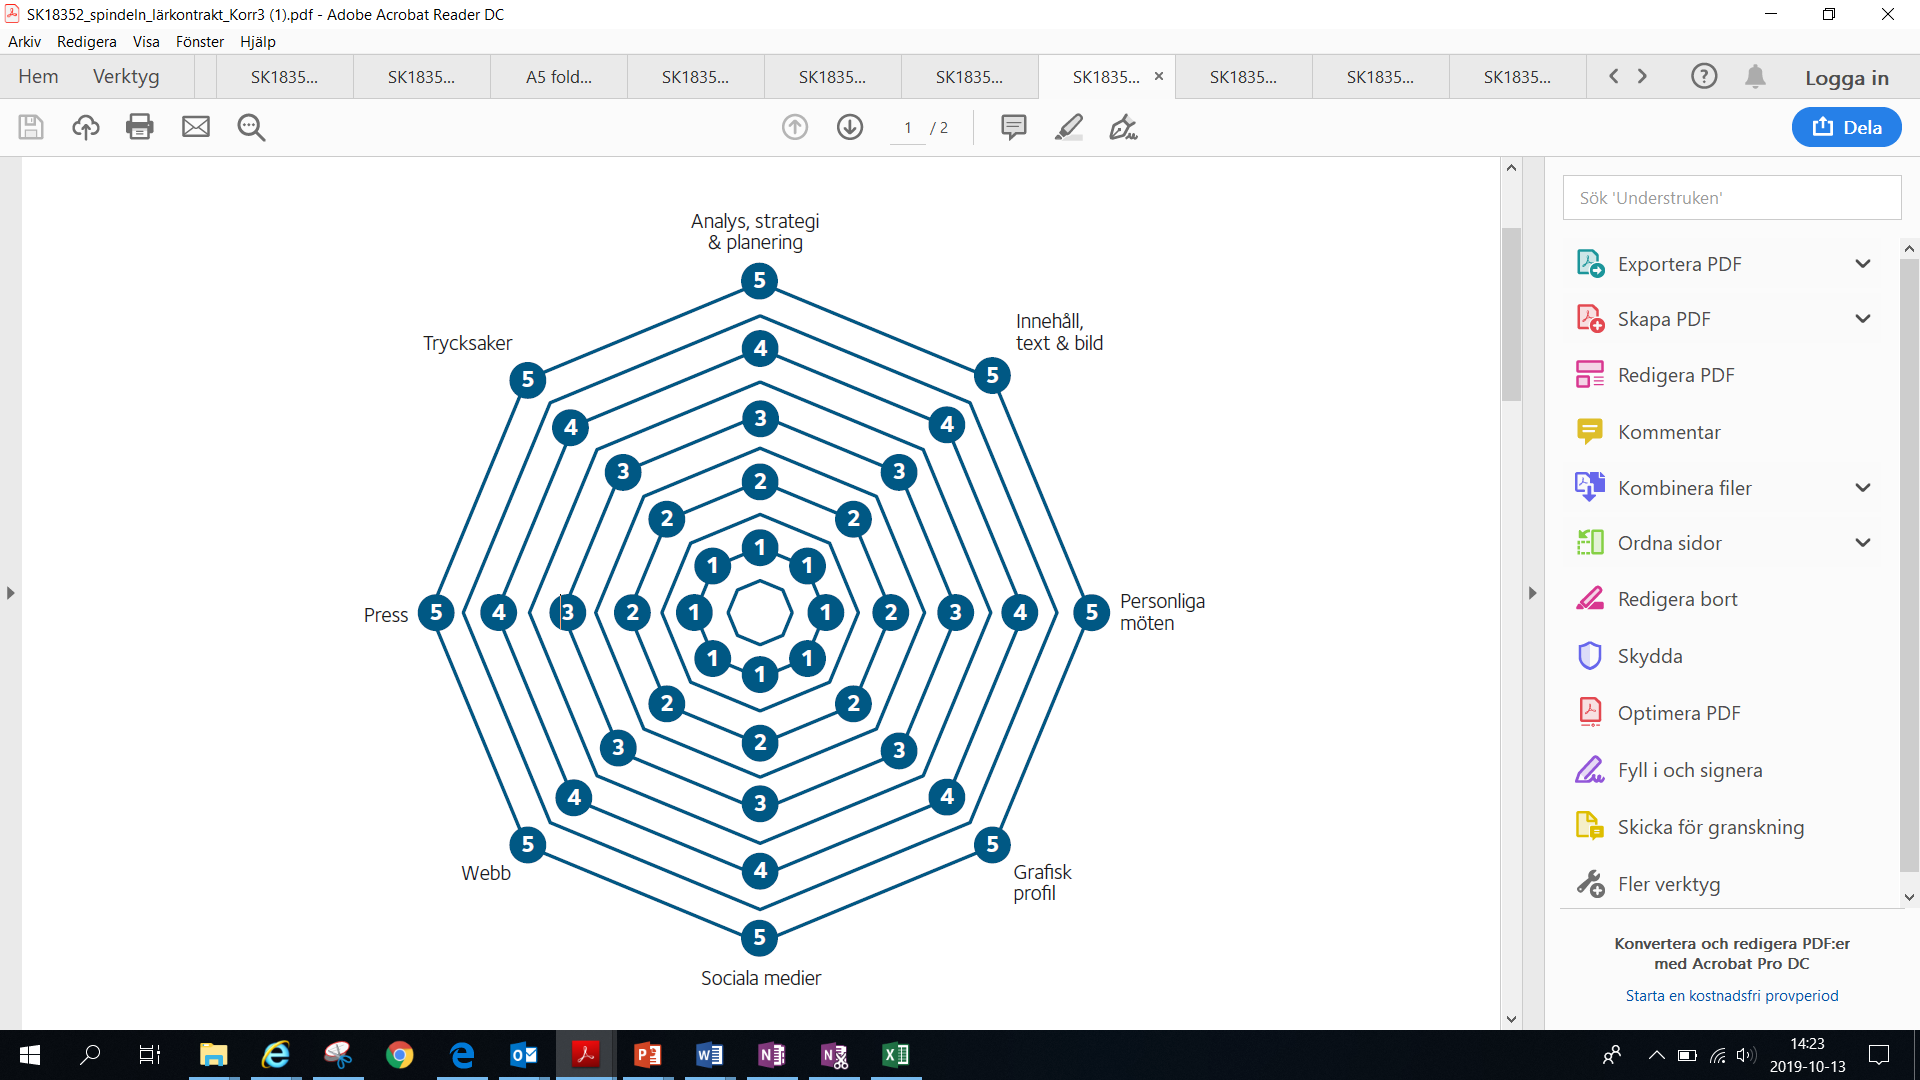 SK18352_spindeln_lärkontrakt_Korr3 (1).pdf - Adobe Acrobat Reader DC
Arkiv Redigera Visa Fönster Hjälp
Hem Verktyg SK1835... SK1835... A5 fold... SK1835... SK1835... SK1835... SK1835... SK1835... SK1835... SK1835... Logga in
1 / 2
Dela
Sök 'Understruken'
Exportera PDF
Skapa PDF
Redigera PDF
Kommentar
Kombinera filer
Ordna sidor
Redigera bort
Skydda
Optimera PDF
Fyll i och signera
Skicka för granskning
Fler verktyg
Konvertera och redigera PDF:er
med Acrobat Pro DC
Starta en kostnadsfri provperiod
Analys, strategi
& planering
5
Innehåll,
text & bild
Trycksaker
4
5 5
4 4
3
3 3
2
2 2
1
1 1
Press 5 4 3 2 1 1 2 3 4 5 Personliga
möten
1 1
1
2 2
2
3 3
4 4
3
5 5
4
Webb
Grafisk
profil
5
Sociala medier
14:23
2019-10-13